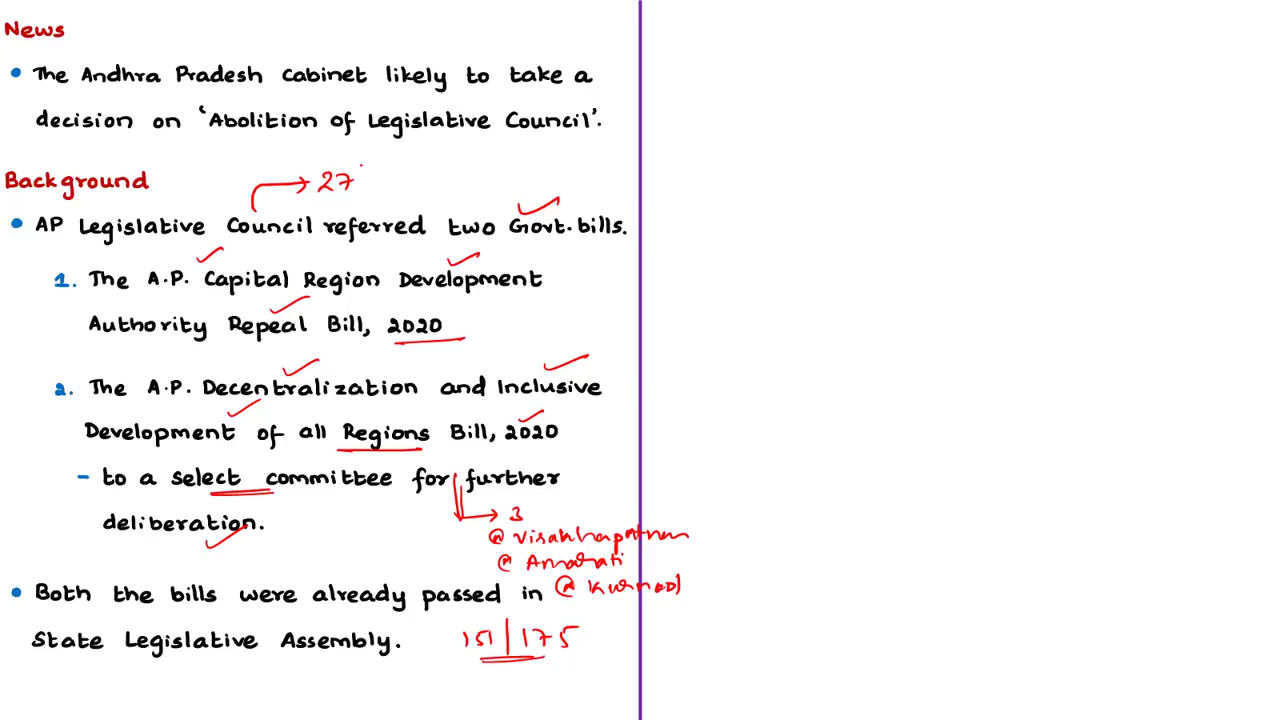 News
• The Andhra Pradesh Cabinet likely to take a
decision on 'Abolition of Legislative Council'.
Background
27
• AP Legislative Council referred two Govt. bills.
1. The A.P. Capital Region Development
Authority Repeal Bill, 2020
2. The A.P. Decentralization and Inclusive
Development of all Regions Bill, 2020
- to a select committee for further
3
deliberation.
@ Visakhapatnam
@ Amaravati
@ Kurnool
• Both the bills were already passed in
State Legislative Assembly.
151 | 175